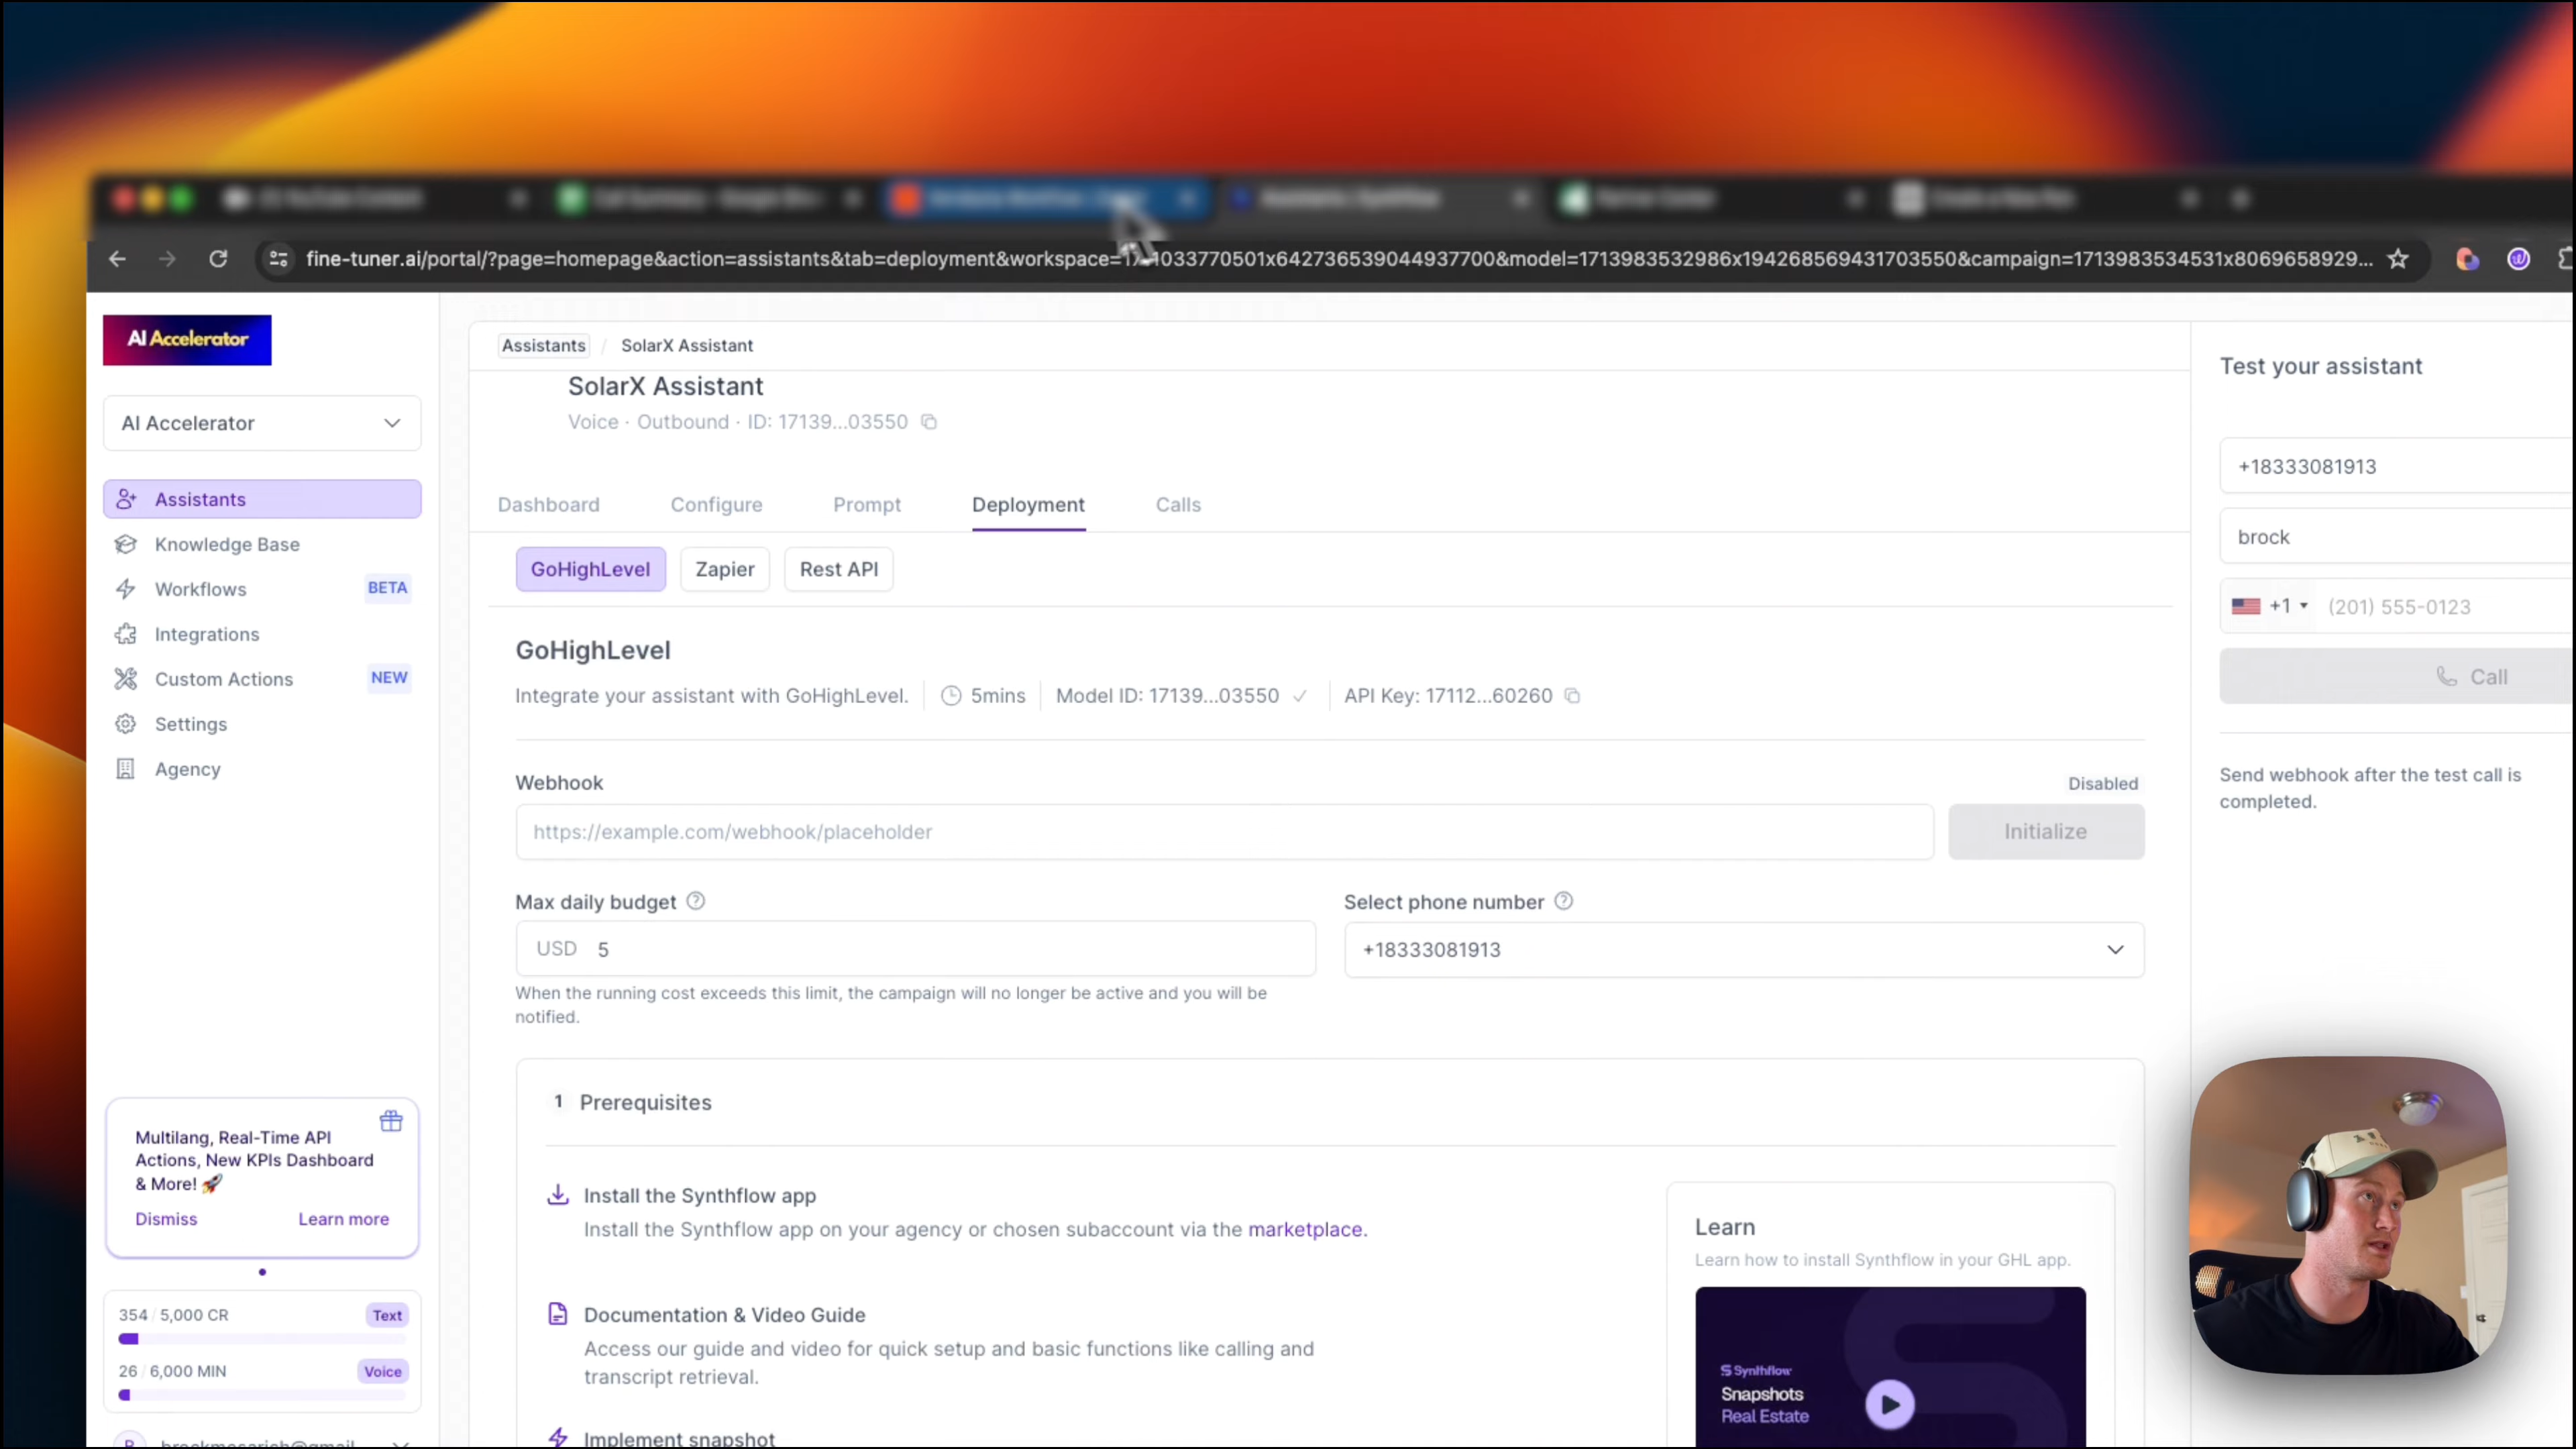 fine-tuner.ai/portal/?page=homepage&action=assistants&tab=deployment&workspace=
1033770501x642736539044937700&model=1713983532986x194268569431703550&campaign=1713983534531x8069658929...
AI Accelerator
AI Accelerator
Assistants
Knowledge Base
Workflows
BETA
Integrations
Custom Actions
NEW
Settings
Agency
Multilang, Real-Time API
Actions, New KPIs Dashboard
& More! 🚀
Dismiss
Learn more
354 / 5,000 CR
Text
26 / 6,000 MIN
Voice
Assistants / SolarX Assistant
SolarX Assistant
Voice · Outbound · ID: 17139...03550
Dashboard
Configure
Prompt
Deployment
Calls
GoHighLevel
Zapier
Rest API
GoHighLevel
Integrate your assistant with GoHighLevel.
5mins
Model ID: 17139...03550
API Key: 17112...60260
Webhook
Disabled
https://example.com/webhook/placeholder
Initialize
Max daily budget
USD 5
When the running cost exceeds this limit, the campaign will no longer be active and you will be
notified.
Select phone number
+18333081913
1 Prerequisites
Install the Synthflow app
Install the Synthflow app on your agency or chosen subaccount via the marketplace.
Documentation & Video Guide
Access our guide and video for quick setup and basic functions like calling and
transcript retrieval.
Implement snapshot
Learn
Learn how to install Synthflow in your GHL app.
Synthflow
Snapshots
Real Estate
Test your assistant
+18333081913
brock
+1
(201) 555-0123
Call
Send webhook after the test call is
completed.